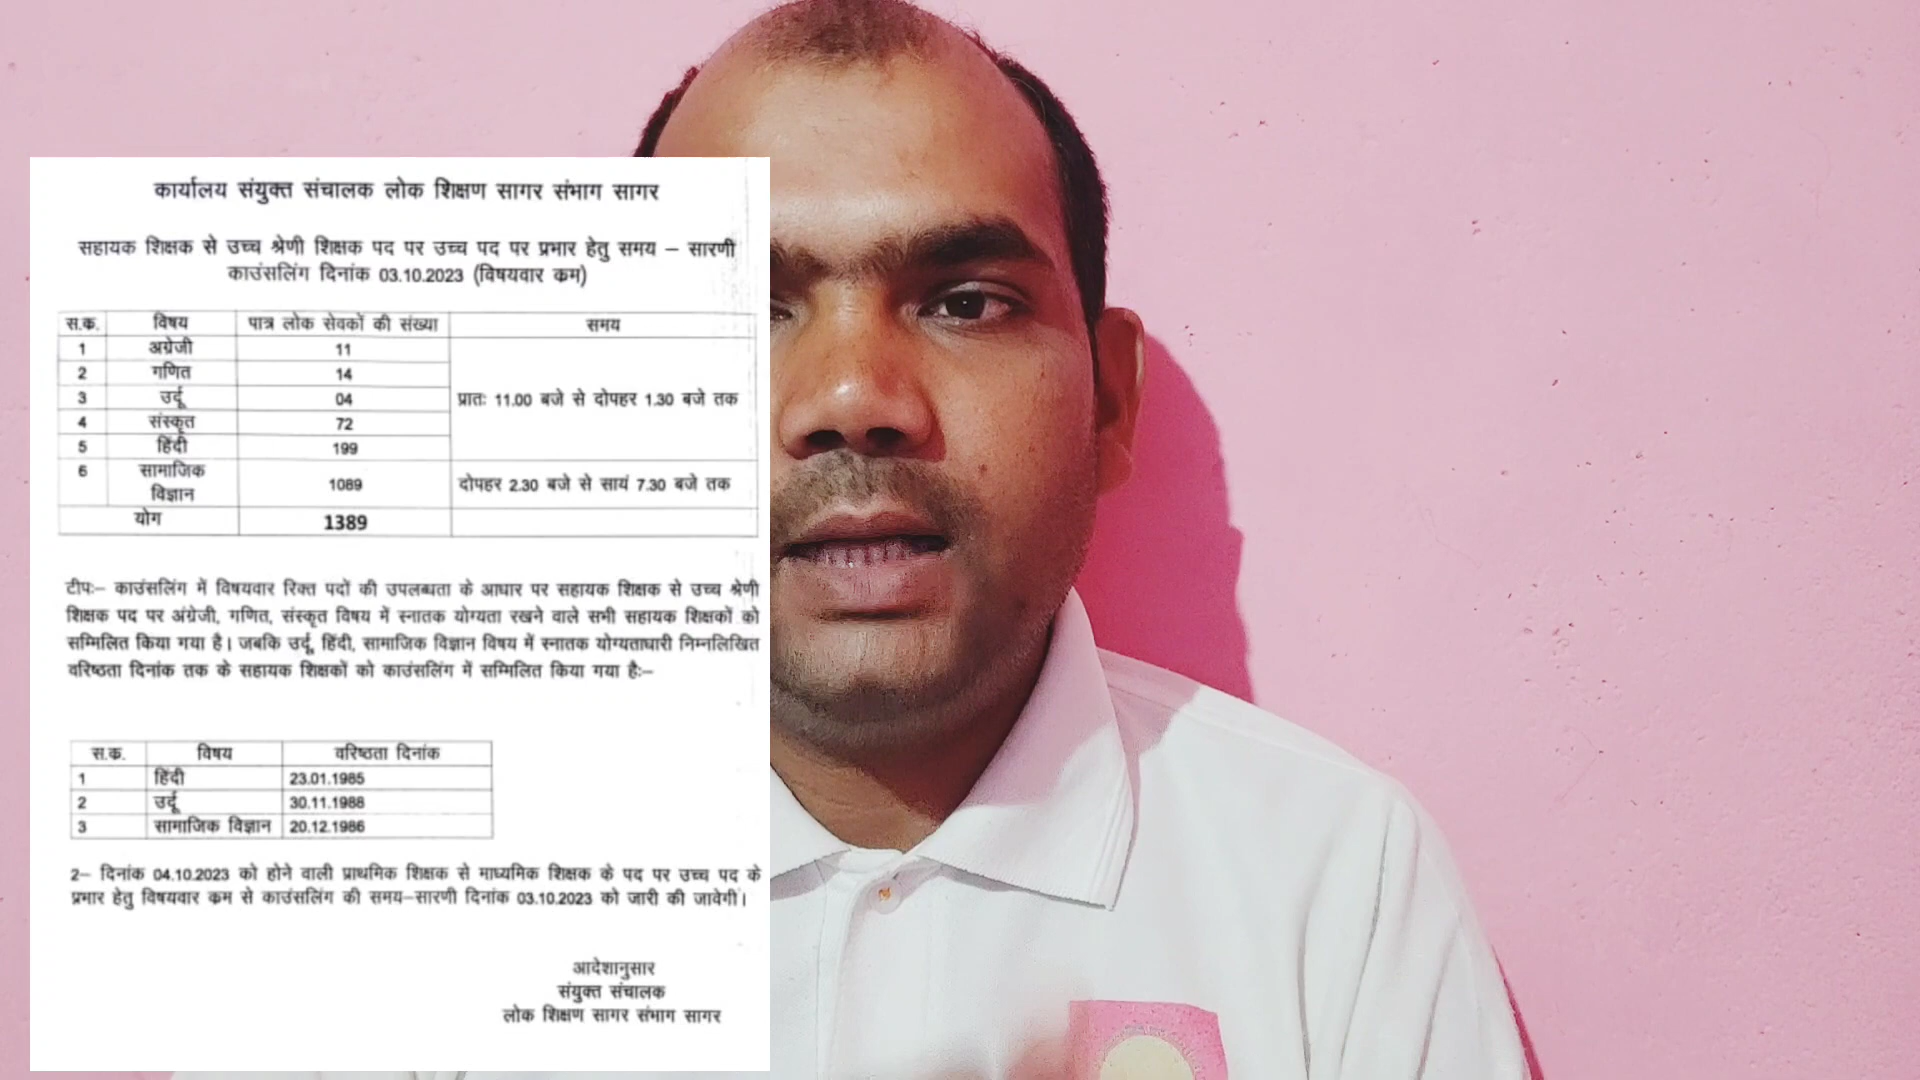 कार्यालय संयुक्त संचालक लोक शिक्षण सागर संभाग सागर
सहायक शिक्षक से उच्च श्रेणी शिक्षक पद पर उच्च पद पर प्रभार हेतु समय – सारणी
काउंसलिंग दिनांक 03.10.2023 (विषयवार क्रम)
स.क्र. विषय पात्र लोक सेवकों की संख्या समय
1 अग्रेजी 11
2 गणित 14
3 उर्दू 04 प्रातः 11.00 बजे से दोपहर 1.30 बजे तक
4 संस्कृत 72
5 हिंदी 199
6 सामाजिक
विज्ञान 1089 दोपहर 2.30 बजे से सायं 7.30 बजे तक
योग 1389
टीपः– काउंसलिंग में विषयवार रिक्त पदों की उपलब्धता के आधार पर सहायक शिक्षक से उच्च श्रेणी
शिक्षक पद पर अंग्रेजी, गणित, संस्कृत विषय में स्नातक योग्यता रखने वाले सभी सहायक शिक्षकों को
सम्मिलित किया गया है। जबकि उर्दू, हिंदी, सामाजिक विज्ञान विषय में स्नातक योग्यताधारी निम्नलिखित
वरिष्ठता दिनांक तक के सहायक शिक्षकों को काउंसलिंग में सम्मिलित किया गया हैः–
स.क्र. विषय वरिष्ठता दिनांक
1 हिंदी 23.01.1985
2 उर्दू 30.11.1988
3 सामाजिक विज्ञान 20.12.1986
2– दिनांक 04.10.2023 को होने वाली प्राथमिक शिक्षक से माध्यमिक शिक्षक के पद पर उच्च पद के
प्रभार हेतु विषयवार क्रम से काउंसलिंग की समय–सारणी दिनांक 03.10.2023 को जारी की जावेगी।
आदेशानुसार
संयुक्त संचालक
लोक शिक्षण सागर संभाग सागर